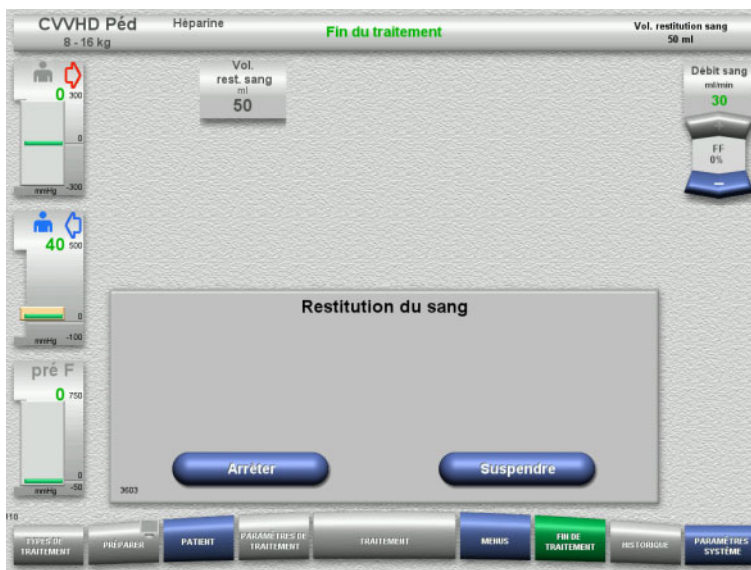 CVVHD Péd
8 - 16 kg
Héparine
Fin du traitement
Vol. restitution sang
50 ml
Vol.
rest. sang
ml
50
Débit sang
ml/min
30
FF
0%
0 300
0
mmHg -300
40 500
0
mmHg -100
pré F
0 750
0
mmHg -50
Restitution du sang
Arrêter
Suspendre
3603
TYPES DE
TRAITEMENT
PRÉPARER
PATIENT
PARAMÈTRES DE
TRAITEMENT
TRAITEMENT
MENUS
FIN DE
TRAITEMENT
HISTORIQUE
PARAMÈTRES
SYSTÈME